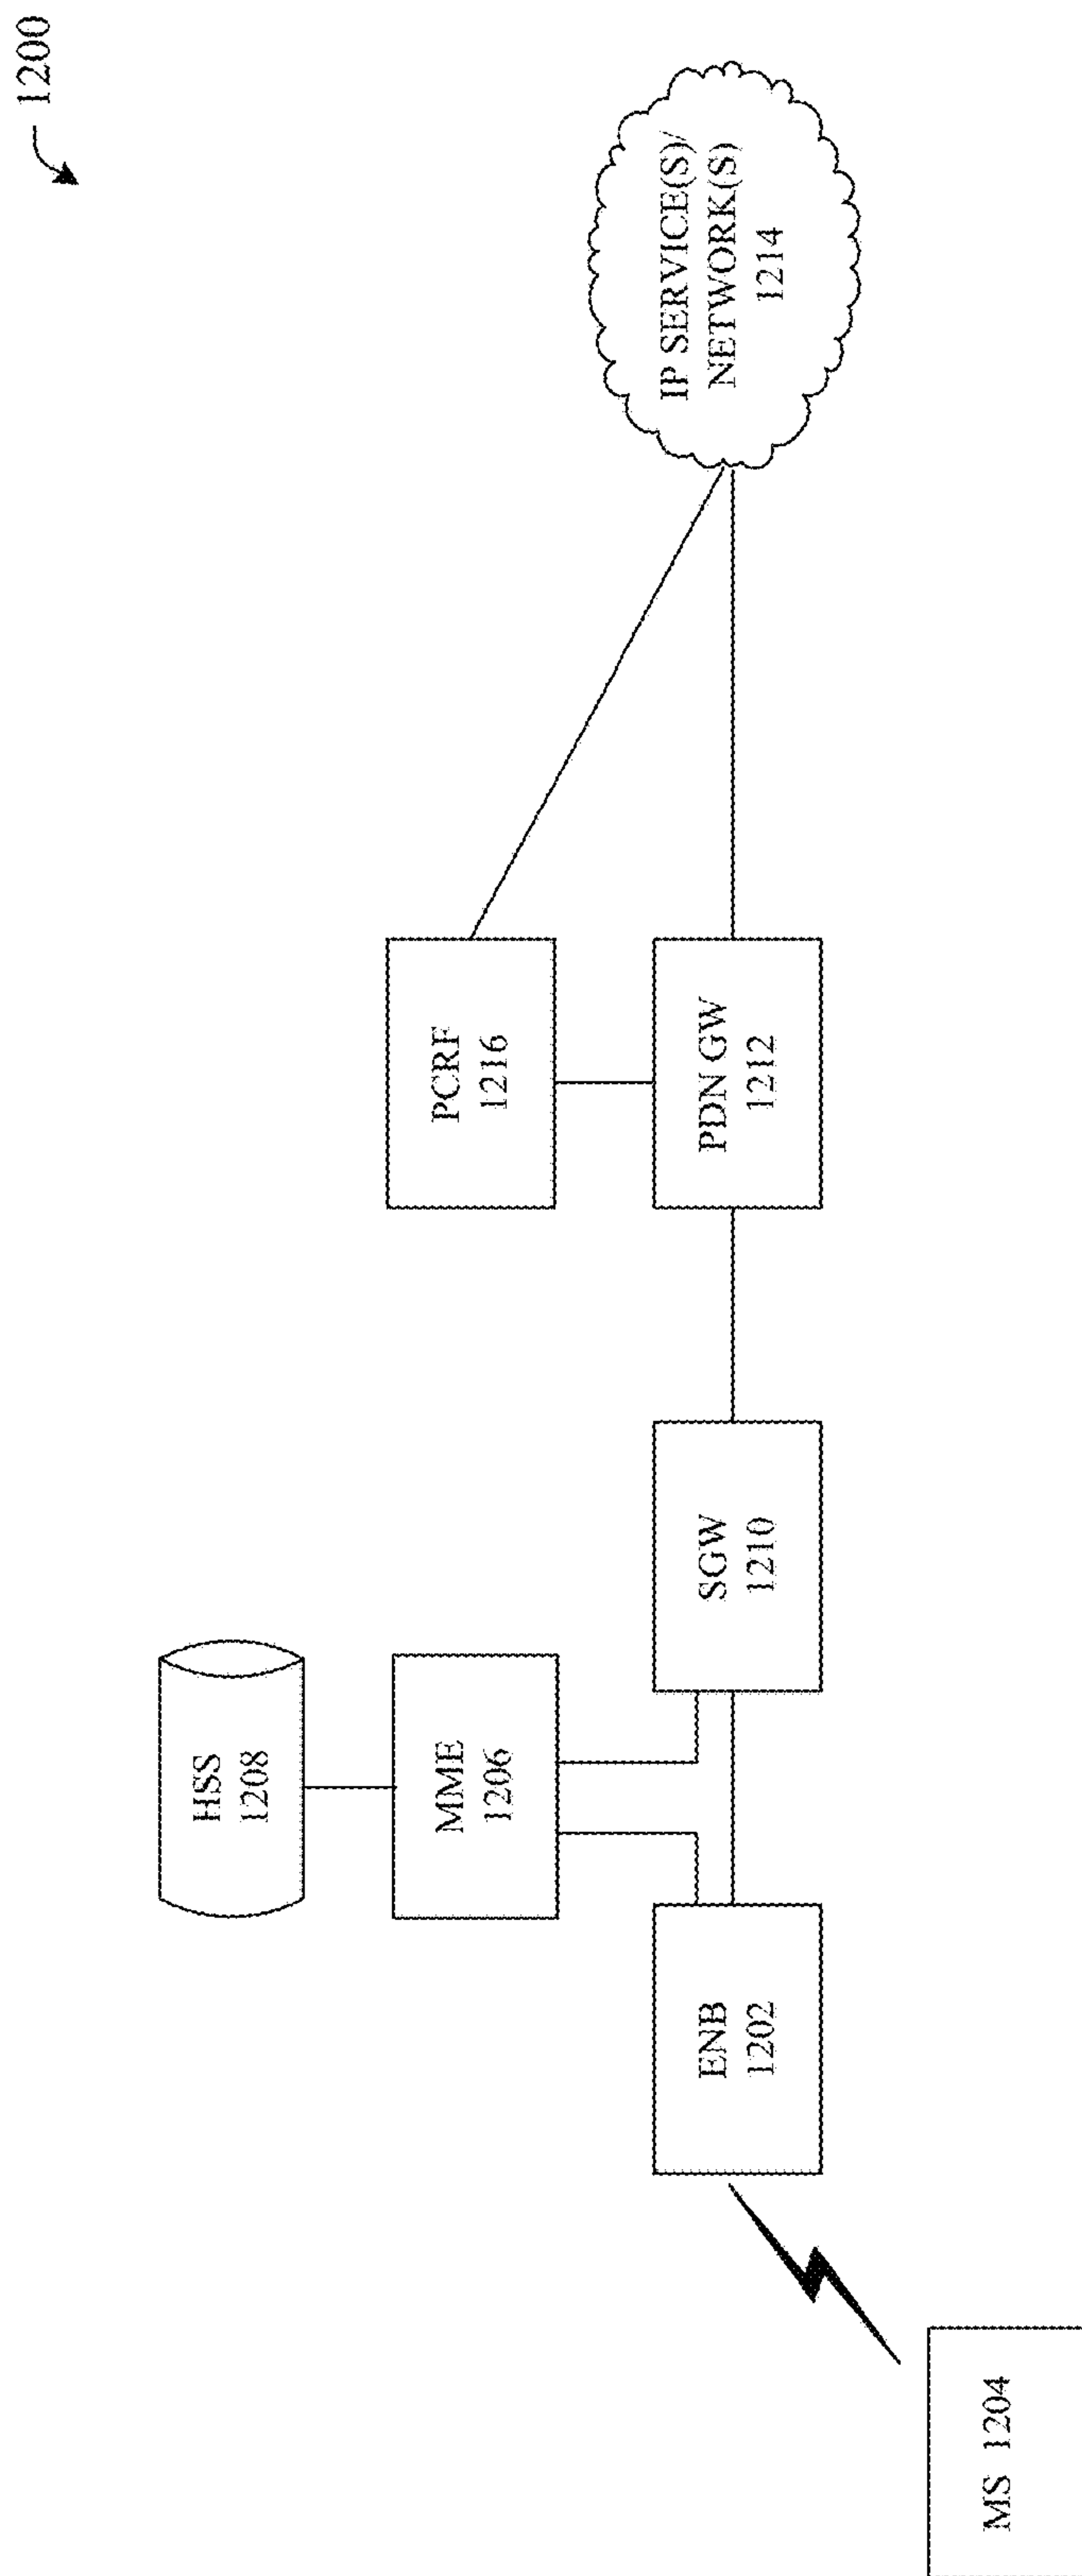 1200
HSS
1208
MME
1206
PCRF
1216
IP SERVICE(S)/
NETWORK(S)
1214
ENB
1202
SGW
1210
PDN GW
1212
MS 1204